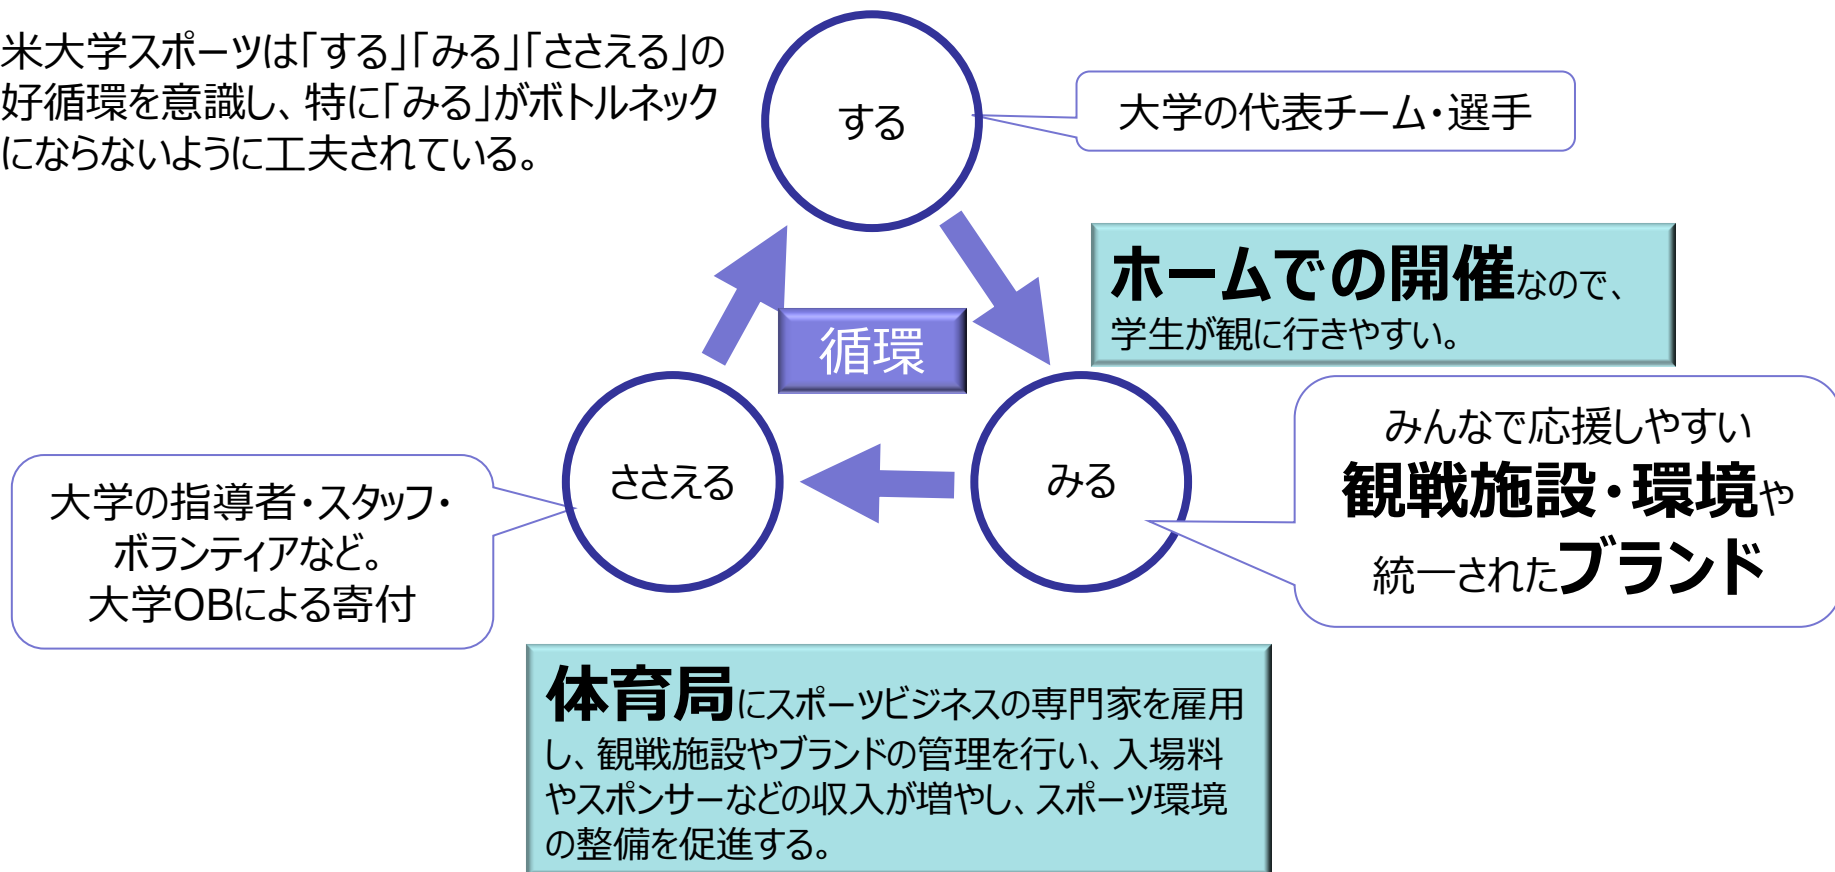 米大学スポーツは「する」「みる」「ささえる」の
好循環を意識し、特に「みる」がボトルネック
にならないように工夫されている。
する
大学の代表チーム・選手
ホームでの開催なので、
学生が観に行きやすい。
循環
ささえる
みる
みんなで応援しやすい
観戦施設・環境や
統一されたブランド
大学の指導者・スタッフ・
ボランティアなど。
大学OBによる寄付
体育局にスポーツビジネスの専門家を雇用
し、観戦施設やブランドの管理を行い、入場料
やスポンサーなどの収入が増やし、スポーツ環境
の整備を促進する。